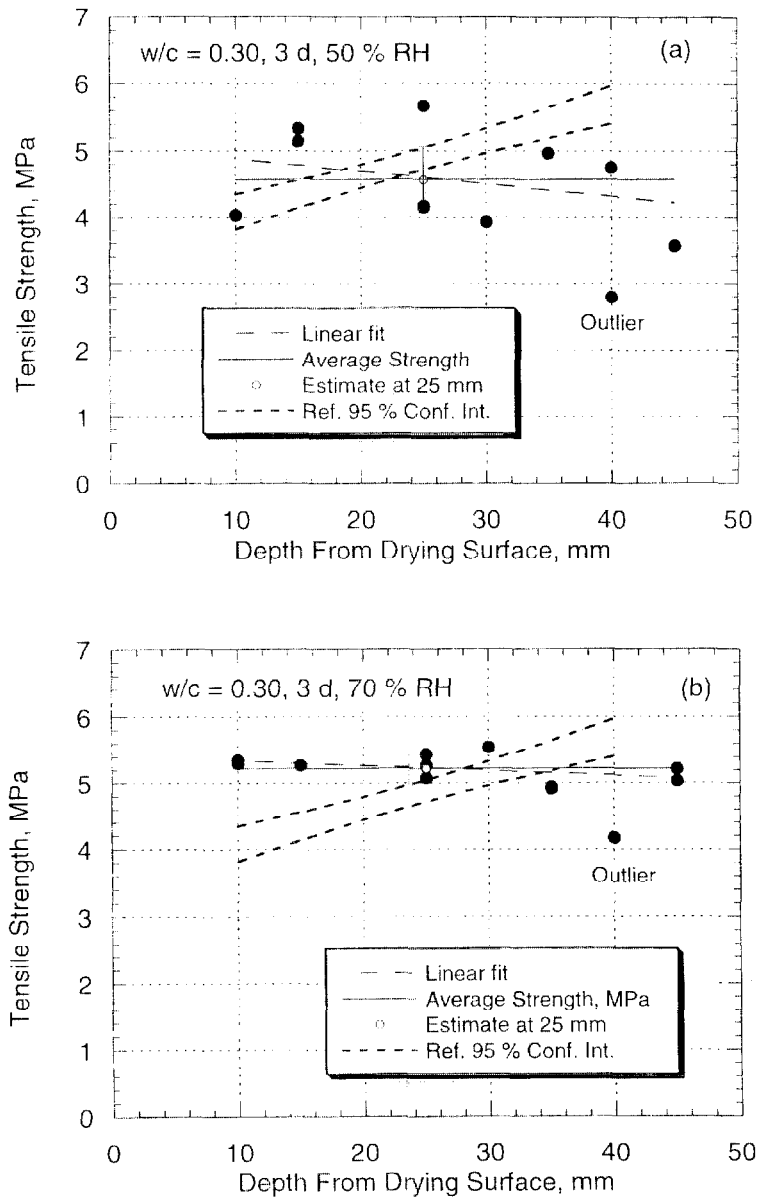 7
w/c = 0.30, 3 d, 50 % RH
(a)
6
5
4
3
2
1
0
Tensile Strength, MPa
Outlier
Linear fit
Average Strength
Estimate at 25 mm
Ref. 95 % Conf. Int.
0 10 20 30 40 50
Depth From Drying Surface, mm
7
w/c = 0.30, 3 d, 70 % RH
(b)
6
5
4
3
2
1
0
Tensile Strength, MPa
Outlier
Linear fit
Average Strength, MPa
Estimate at 25 mm
Ref. 95 % Conf. Int.
0 10 20 30 40 50
Depth From Drying Surface, mm